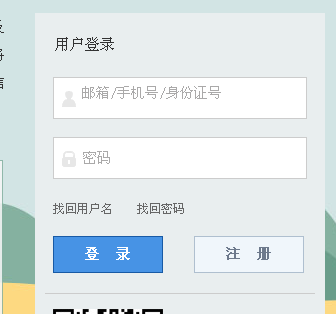 用户登录
邮箱/手机号/身份证号
密码
找回用户名 找回密码
登 录 注 册